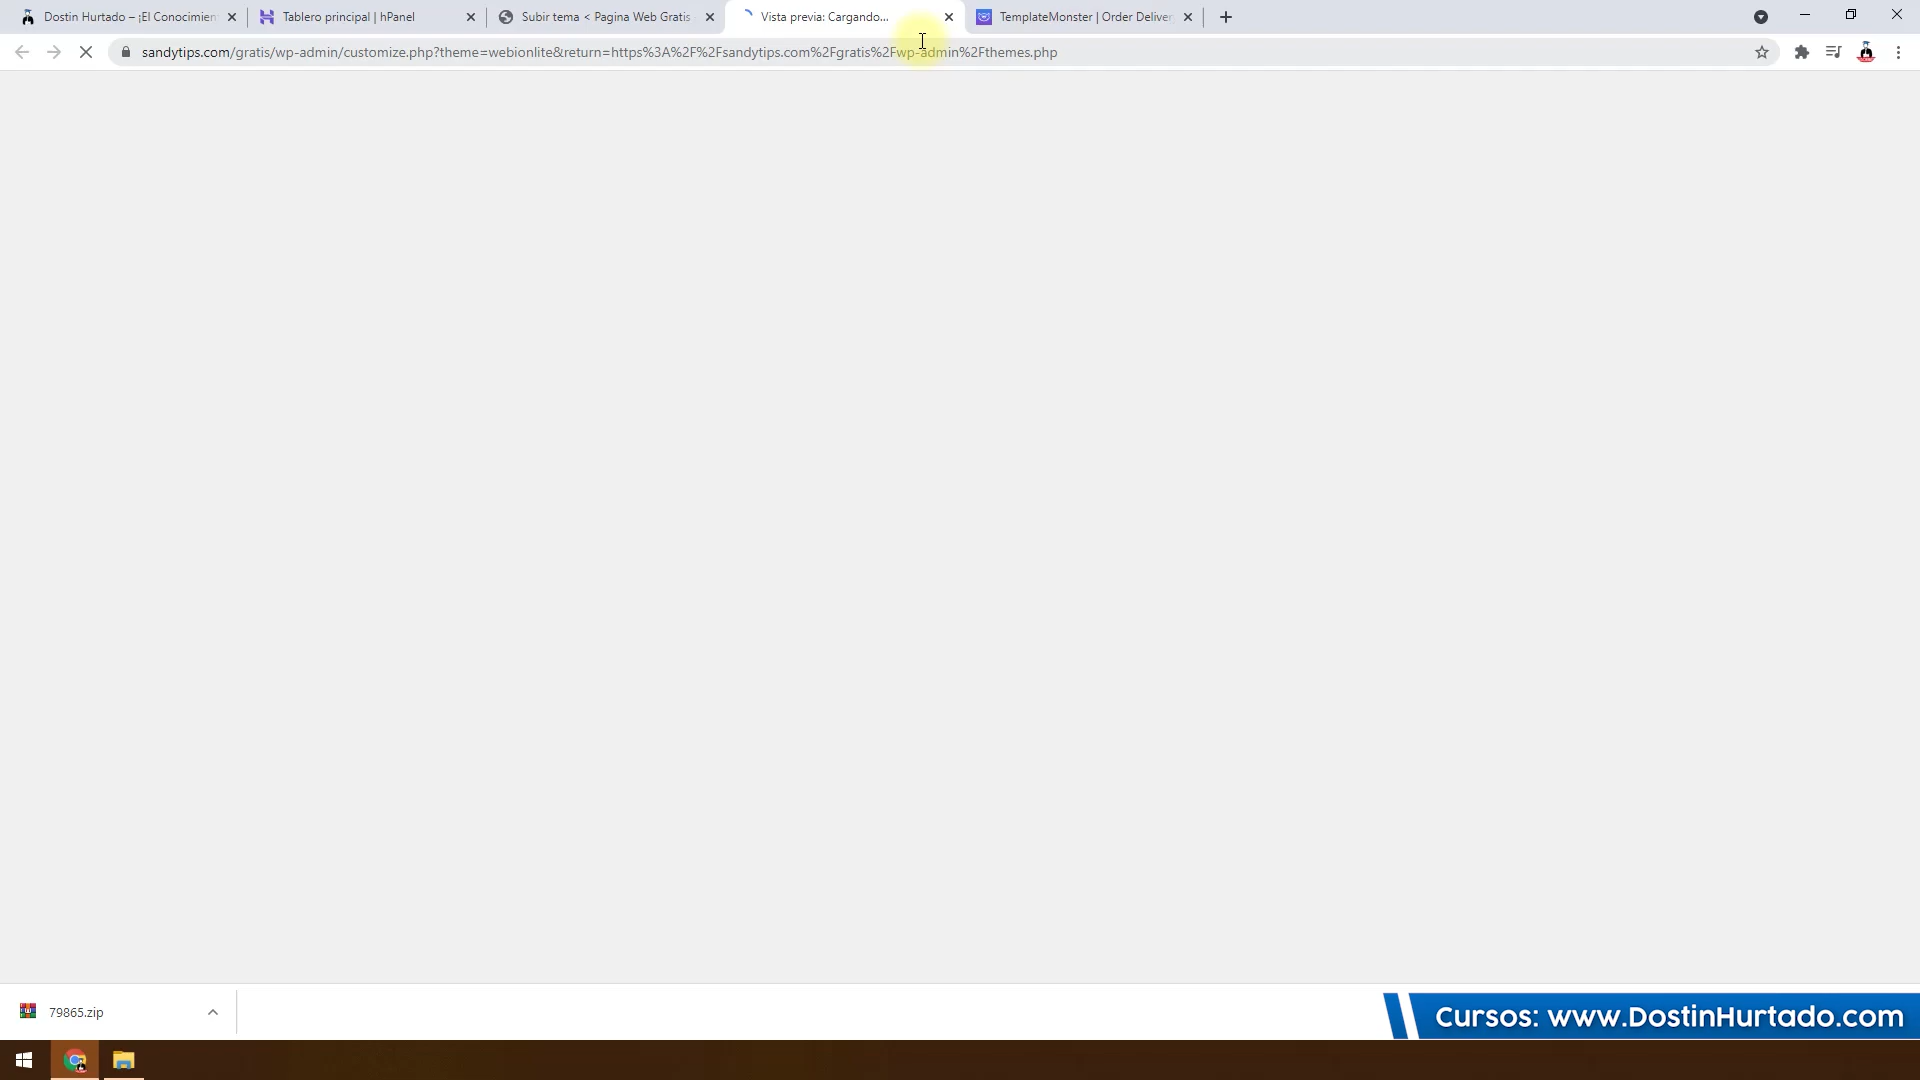 Dostin Hurtado – ¡El Conocimien
Tablero principal | hPanel
Subir tema < Pagina Web Gratis
Vista previa: Cargando...
TemplateMonster | Order Deliver
sandytips.com/gratis/wp-admin/customize.php?theme=webionlite&return=https%3A%2F%2Fsandytips.com%2Fgratis%2Fwp-admin%2Fthemes.php
79865.zip
Cursos: www.DostinHurtado.com